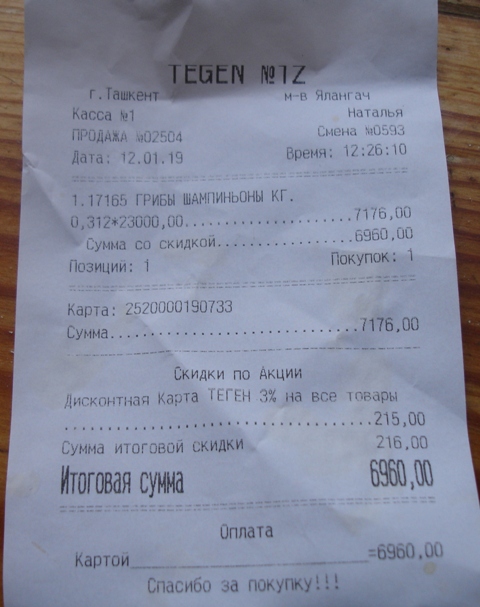 TEGEN №1Z
г.Ташкент м-в Ялангач
Касса №1 Наталья
ПРОДАЖА №02504 Смена №0593
Дата: 12.01.19 Время: 12:26:10
1.17165 ГРИБЫ ШАМПИНЬОНЫ КГ.
0,312*23000,00....................7176,00
Сумма со скидкой.................6960,00
Позиций: 1 Покупок: 1
Карта: 2520000190733
Сумма..............................7176,00
Скидки по Акции
Дисконтная Карта ТЕГЕН 3% на все товары
.....................................215,00
Сумма итоговой скидки 216,00
Итоговая сумма 6960,00
Оплата
Картой______________________=6960,00
Спасибо за покупку!!!